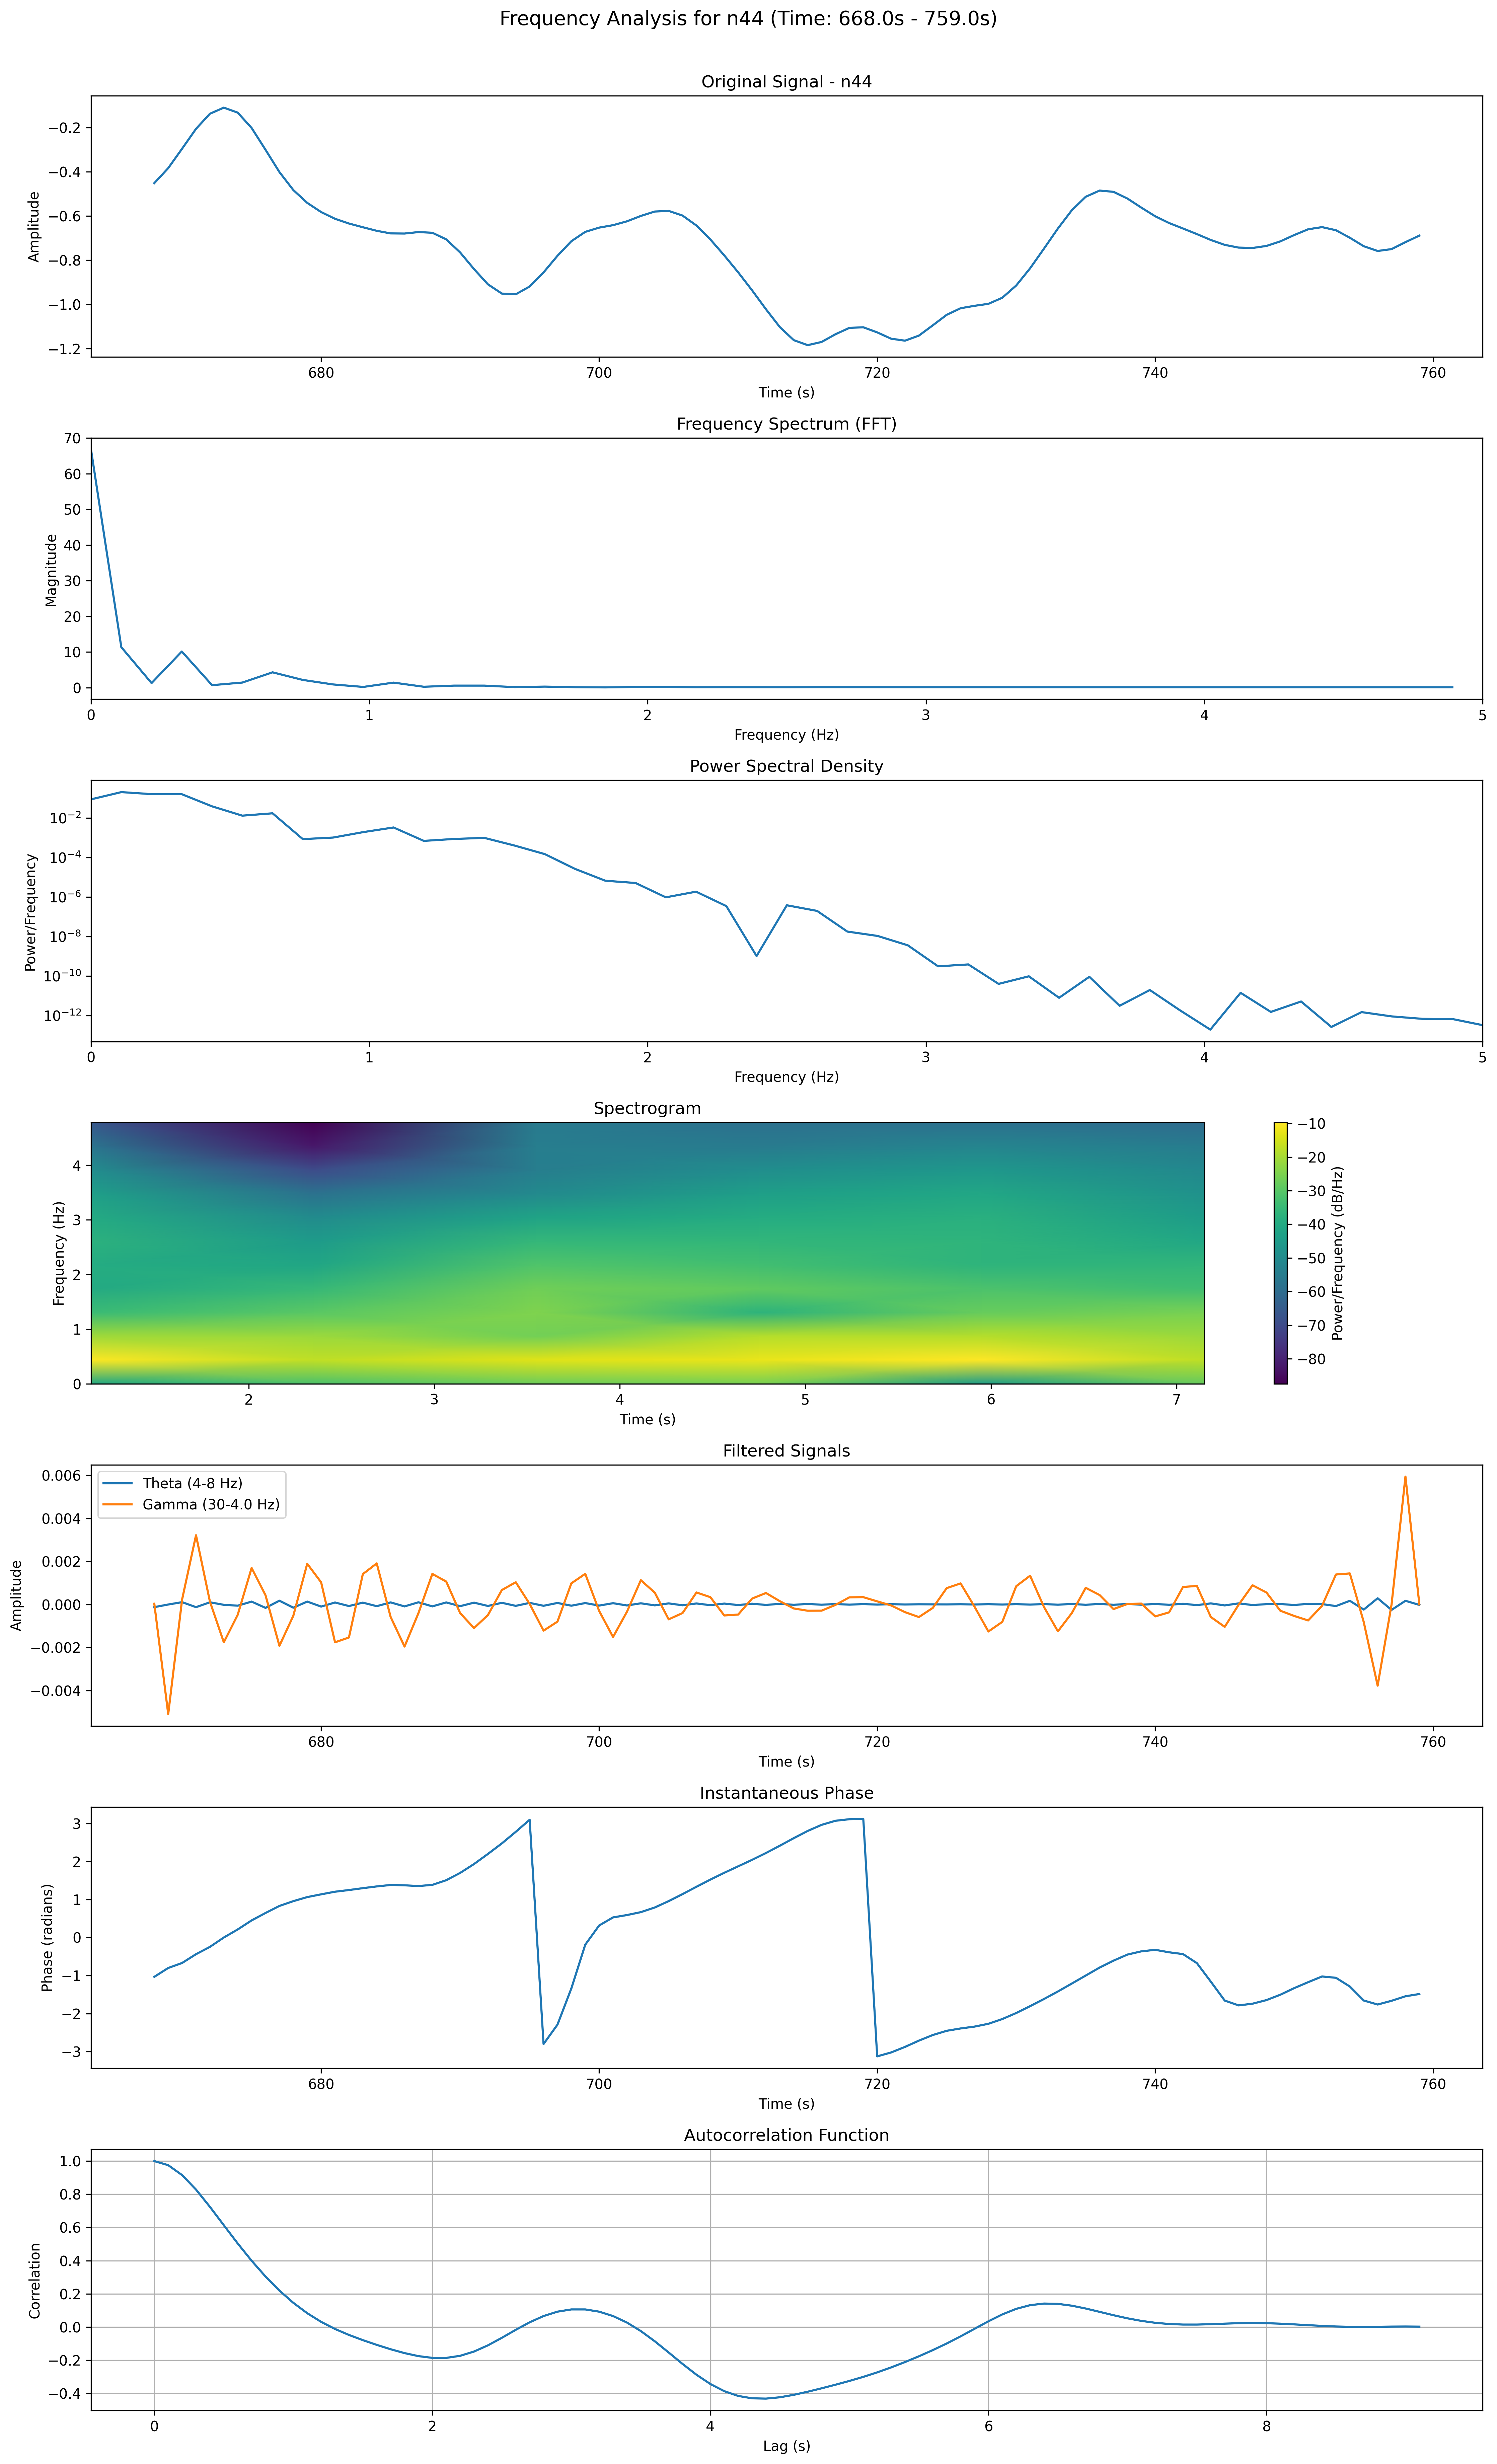 Frequency Analysis for n44 (Time: 668.0s - 759.0s)
Original Signal - n44
Amplitude
−0.2
−0.4
−0.6
−0.8
−1.0
−1.2
680 700 720 740 760
Time (s)
Frequency Spectrum (FFT)
Magnitude
70
60
50
40
30
20
10
0
0 1 2 3 4 5
Frequency (Hz)
Power Spectral Density
Power/Frequency
10⁻²
10⁻⁴
10⁻⁶
10⁻⁸
10⁻¹⁰
10⁻¹²
0 1 2 3 4 5
Frequency (Hz)
Spectrogram
Frequency (Hz)
4
3
2
1
0
2 3 4 5 6 7
Time (s)
−10
−20
−30
−40
−50
−60
−70
−80
Power/Frequency (dB/Hz)
Filtered Signals
Theta (4-8 Hz)
Gamma (30-4.0 Hz)
Amplitude
0.006
0.004
0.002
0.000
−0.002
−0.004
680 700 720 740 760
Time (s)
Instantaneous Phase
Phase (radians)
3
2
1
0
−1
−2
−3
680 700 720 740 760
Time (s)
Autocorrelation Function
Correlation
1.0
0.8
0.6
0.4
0.2
0.0
−0.2
−0.4
0 2 4 6 8
Lag (s)